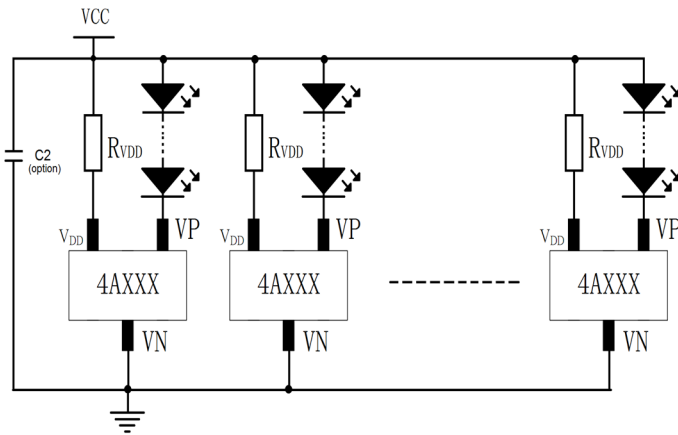 VCC
C2
(option)
RVDD
RVDD
RVDD
VDD
VP
VDD
VP
VDD
VP
4AXXX
4AXXX
4AXXX
VN
VN
VN